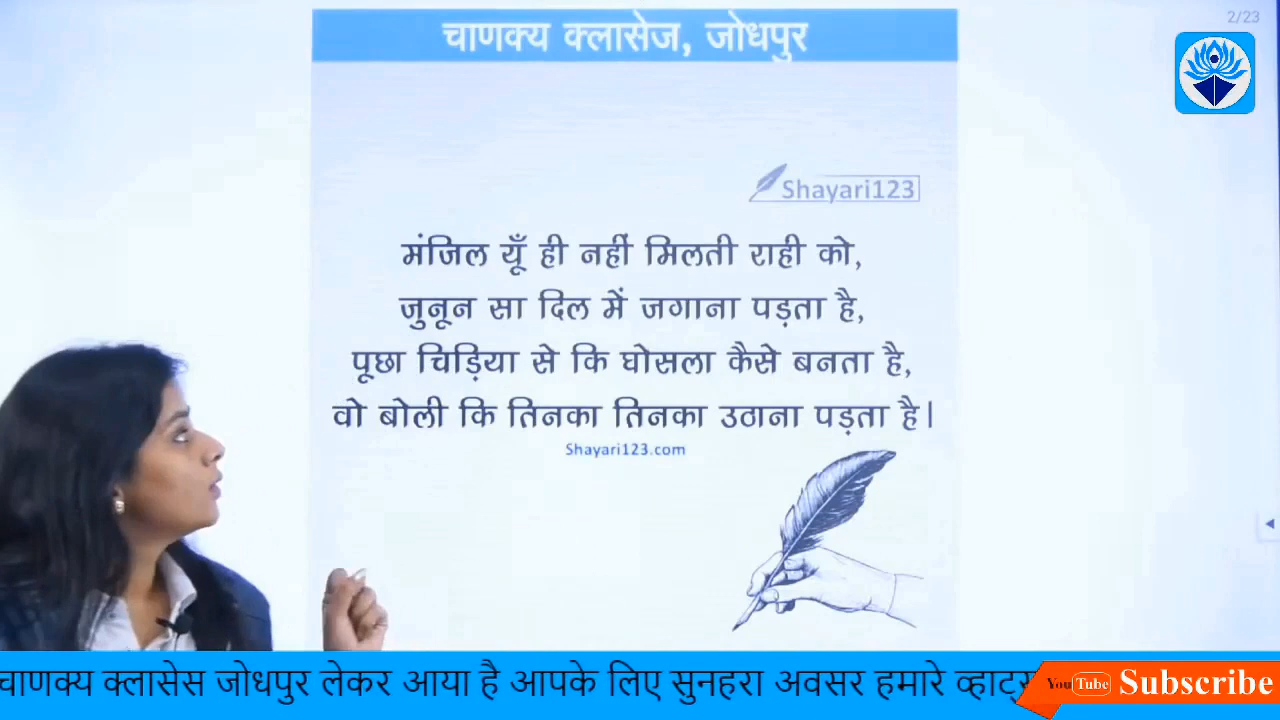 2/23
चाणक्य क्लासेज, जोधपुर
Shayari123
मंजिल यूँ ही नहीं मिलती राही को,
जुनून सा दिल में जगाना पड़ता है,
पूछा चिड़िया से कि घोसला कैसे बनता है,
वो बोली कि तिनका तिनका उठाना पड़ता है।
Shayari123.com
चाणक्य क्लासेस जोधपुर लेकर आया है आपके लिए सुनहरा अवसर हमारे
YouTube Subscribe